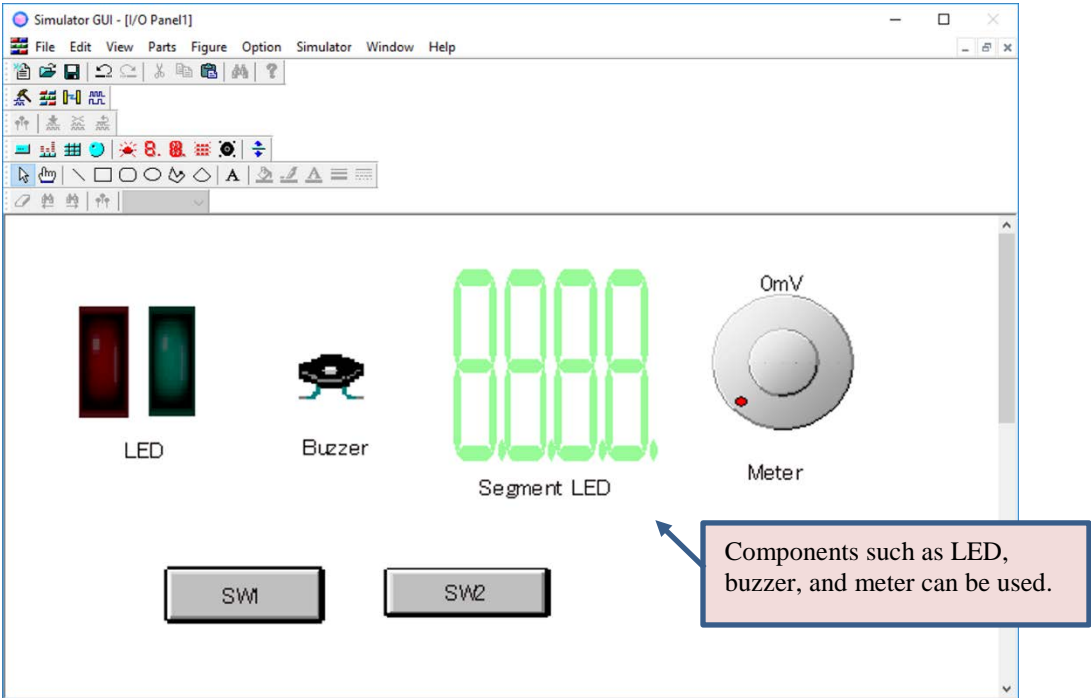 Simulator GUI - [I/O Panel1]
File Edit View Parts Figure Option Simulator Window Help
A
0mV
LED
Buzzer
Segment LED
Meter
SW1
SW2
Components such as LED,
buzzer, and meter can be used.